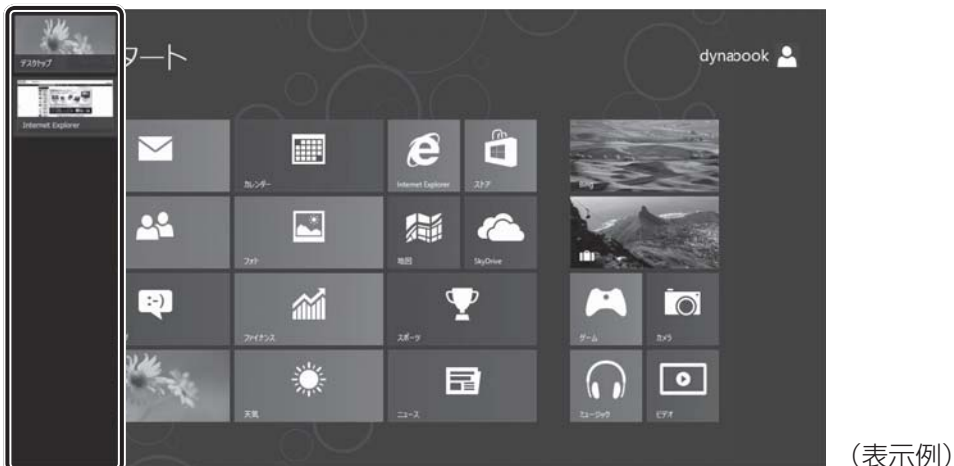 デスクトップ
Internet Explorer
タート
dynabook
カレンダー
Internet Explorer
ストア
Bing
フォト
地図
SkyDrive
:-)
ファイナンス
スポーツ
ゲーム
カメラ
天気
ニュース
ミュージック
ビデオ
(表示例)